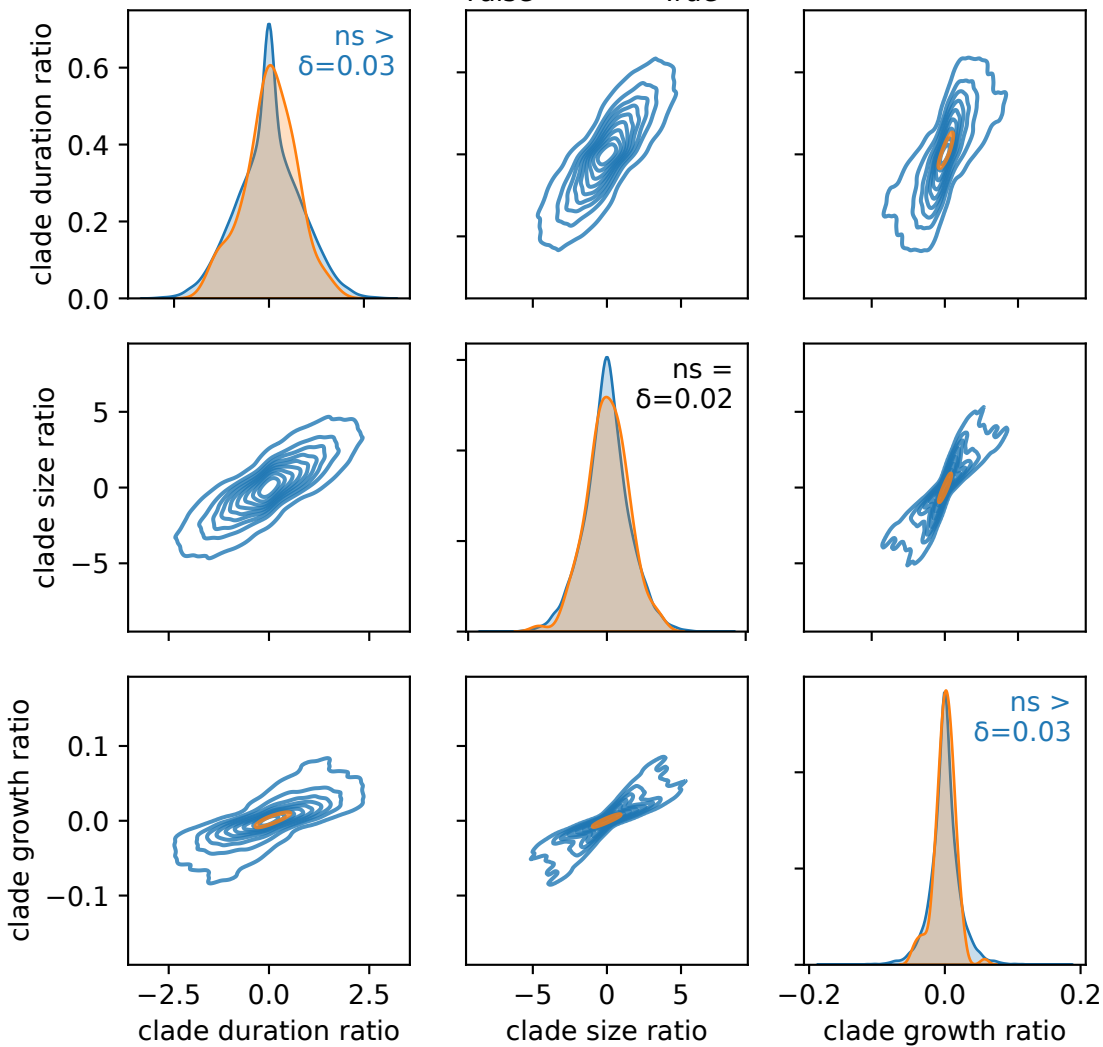 True
clade duration ratio
0.6
0.4
0.2
0.0
ns >
δ=0.03
clade size ratio
5
0
−5
ns =
δ=0.02
clade growth ratio
0.1
0.0
−0.1
ns >
δ=0.03
−2.5
0.0
2.5
−5
0
5
−0.2
0.0
0.2
clade duration ratio
clade size ratio
clade growth ratio